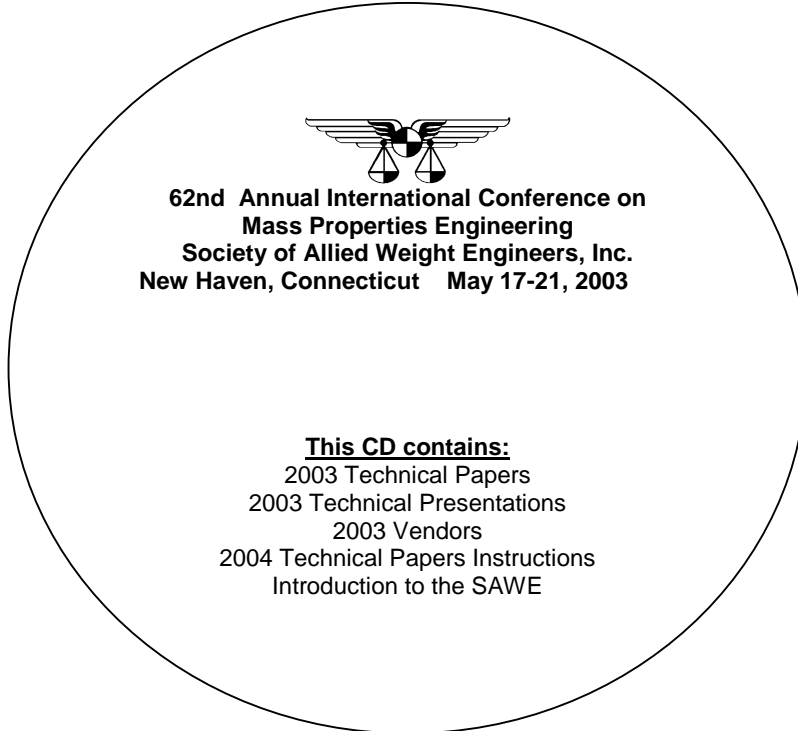 62nd  Annual International Conference on
Mass Properties Engineering
Society of Allied Weight Engineers, Inc.
New Haven, Connecticut    May 17-21, 2003
This CD contains:
2003 Technical Papers
2003 Technical Presentations
2003 Vendors
2004 Technical Papers Instructions
Introduction to the SAWE